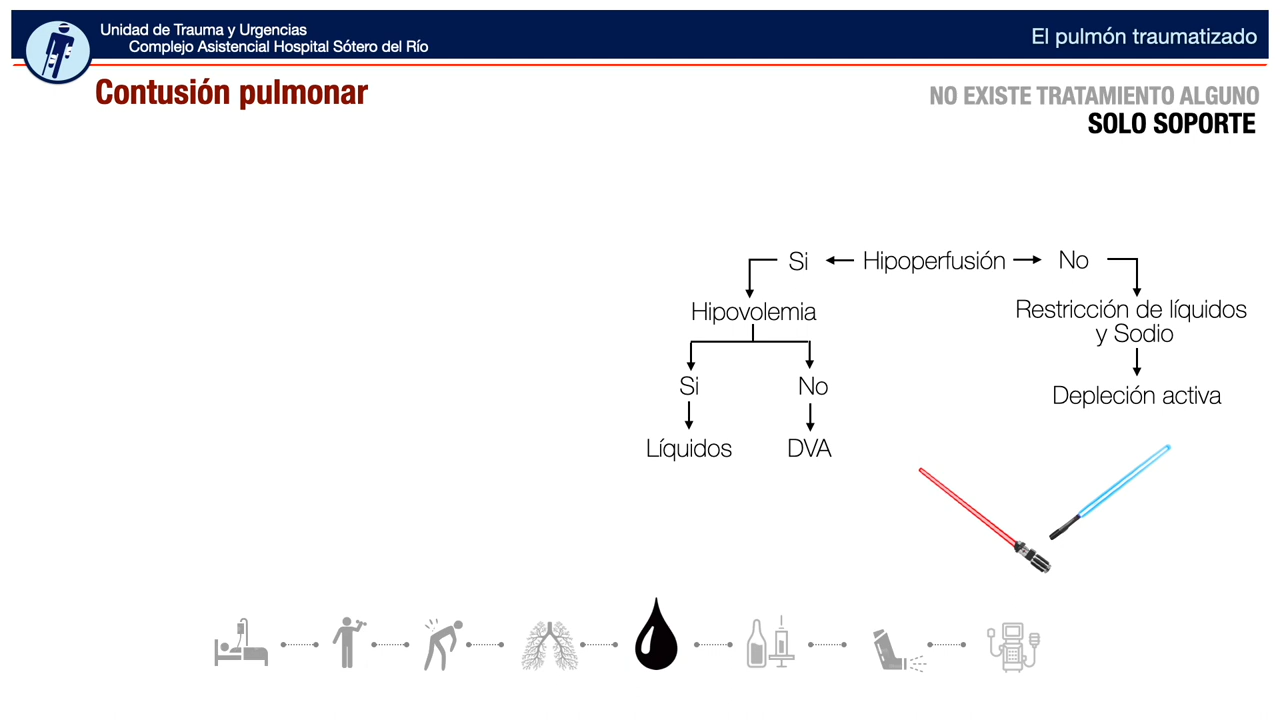 Unidad de Trauma y Urgencias
Complejo Asistencial Hospital Sótero del Río
El pulmón traumatizado
Contusión pulmonar
NO EXISTE TRATAMIENTO ALGUNO
SOLO SOPORTE
Si
Hipoperfusión
No
Hipovolemia
Restricción de líquidos
y Sodio
Si
No
Depleción activa
Líquidos
DVA